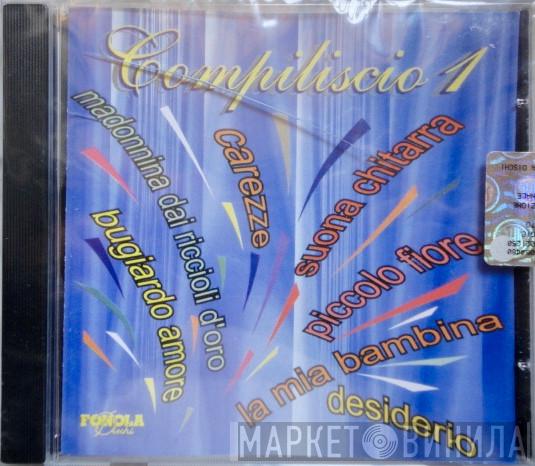 Compiliscio 1
madonnina dai riccioli d'oro
carezze
suona chitarra
bugiardo amore
piccolo fiore
la mia bambina
desiderio
FONOLA
Dischi
МАРКЕТ ВИНИЛА